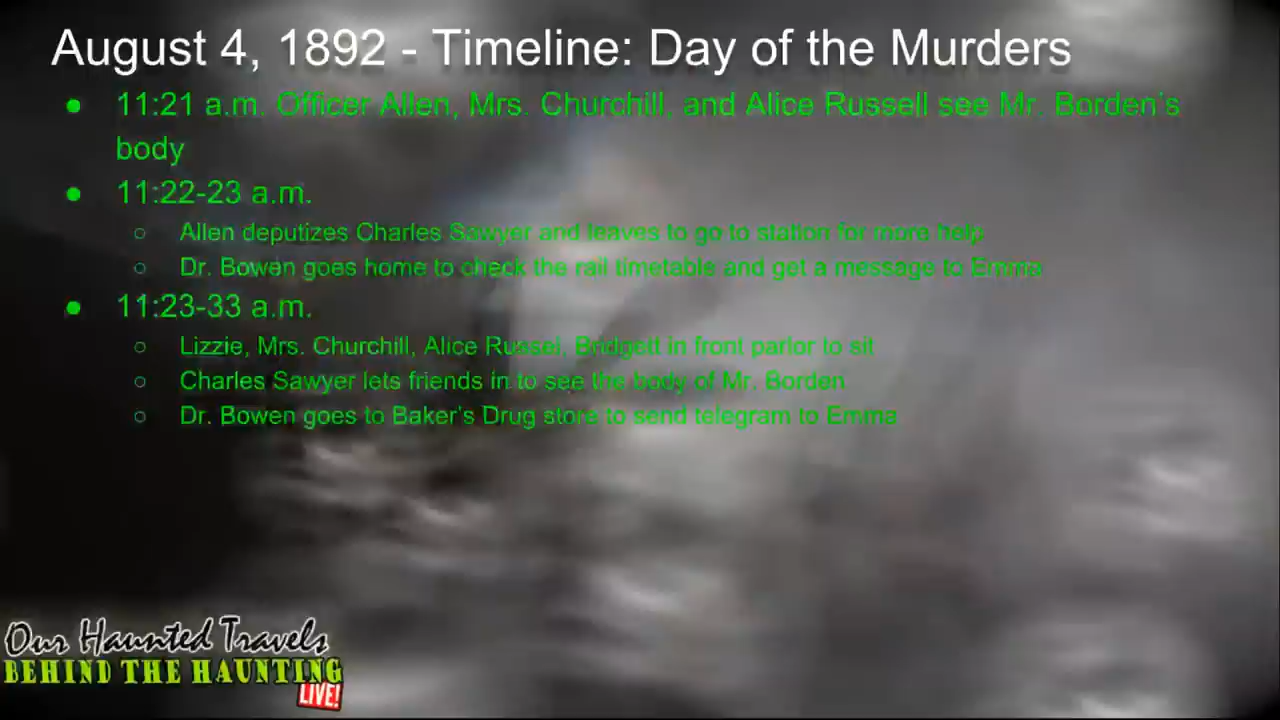 August 4, 1892 - Timeline: Day of the Murders
● 11:21 a.m. Officer Allen, Mrs. Churchill, and Alice Russell see Mr. Borden's
body
● 11:22-23 a.m.
○ Allen deputizes Charles Sawyer and leaves to go to station for more help
○ Dr. Bowen goes home to check the rail timetable and get a message to Emma
● 11:23-33 a.m.
○ Lizzie, Mrs. Churchill, Alice Russel, Bridgett in front parlor to sit
○ Charles Sawyer lets friends in to see the body of Mr. Borden
○ Dr. Bowen goes to Baker's Drug store to send telegram to Emma
Our Haunted Travels
BEHIND THE HAUNTING
LIVE!